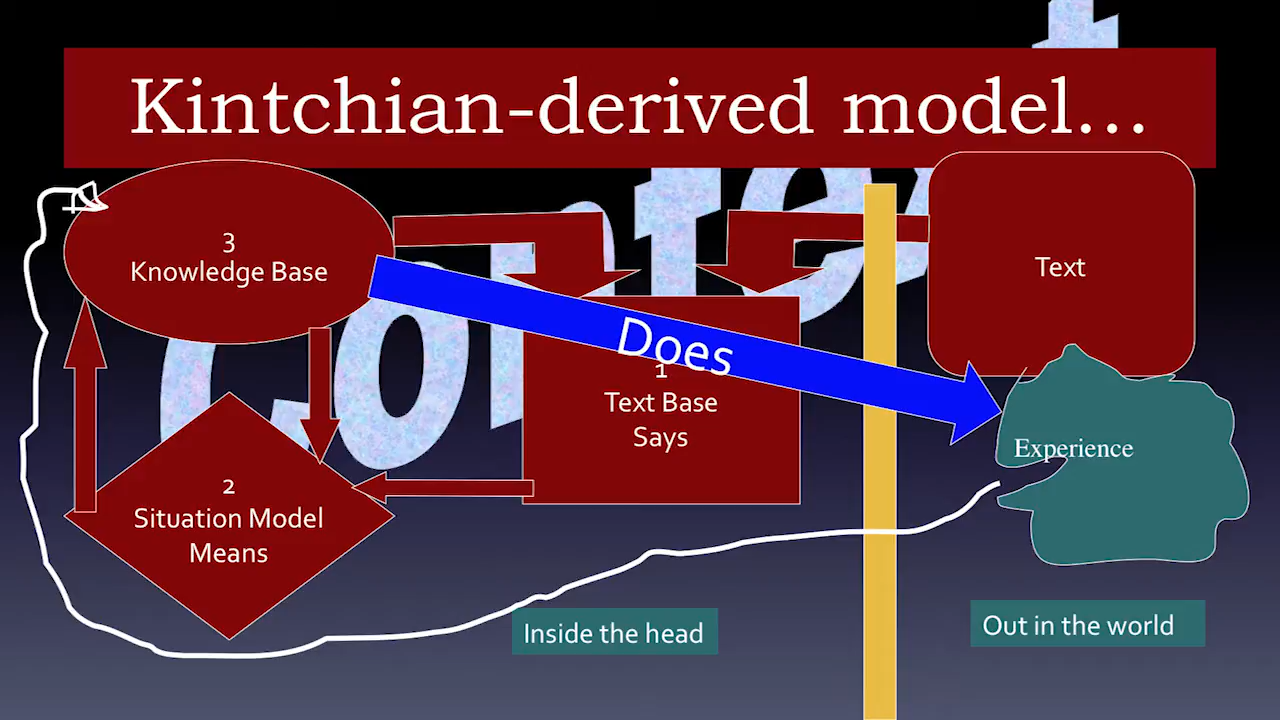 Kintchian-derived model…
Context
3
Knowledge Base
Text
Does
1
Text Base
Says
Experience
2
Situation Model
Means
Inside the head
Out in the world